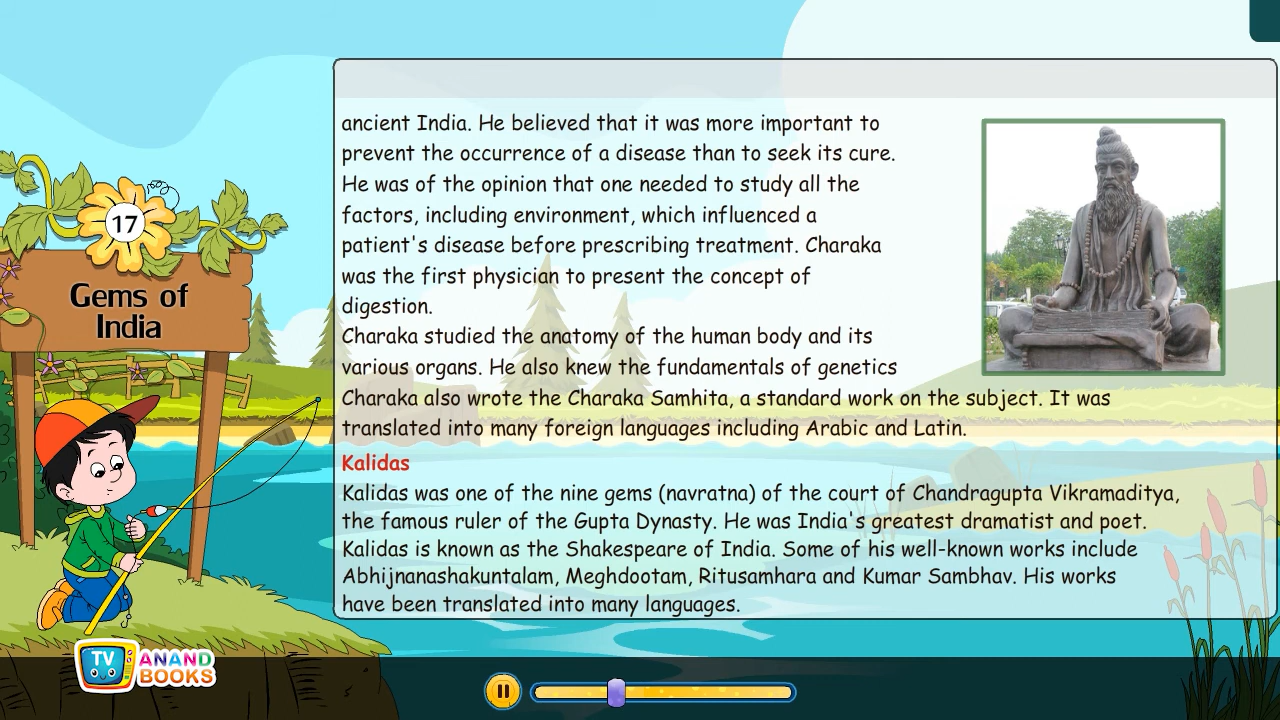 17
Gems of
India
ancient India. He believed that it was more important to
prevent the occurrence of a disease than to seek its cure.
He was of the opinion that one needed to study all the
factors, including environment, which influenced a
patient's disease before prescribing treatment. Charaka
was the first physician to present the concept of
digestion.
Charaka studied the anatomy of the human body and its
various organs. He also knew the fundamentals of genetics
Charaka also wrote the Charaka Samhita, a standard work on the subject. It was
translated into many foreign languages including Arabic and Latin.
Kalidas
Kalidas was one of the nine gems (navratna) of the court of Chandragupta Vikramaditya,
the famous ruler of the Gupta Dynasty. He was India's greatest dramatist and poet.
Kalidas is known as the Shakespeare of India. Some of his well-known works include
Abhijnanashakuntalam, Meghdootam, Ritusamhara and Kumar Sambhav. His works
have been translated into many languages.
TV
ANAND
BOOKS